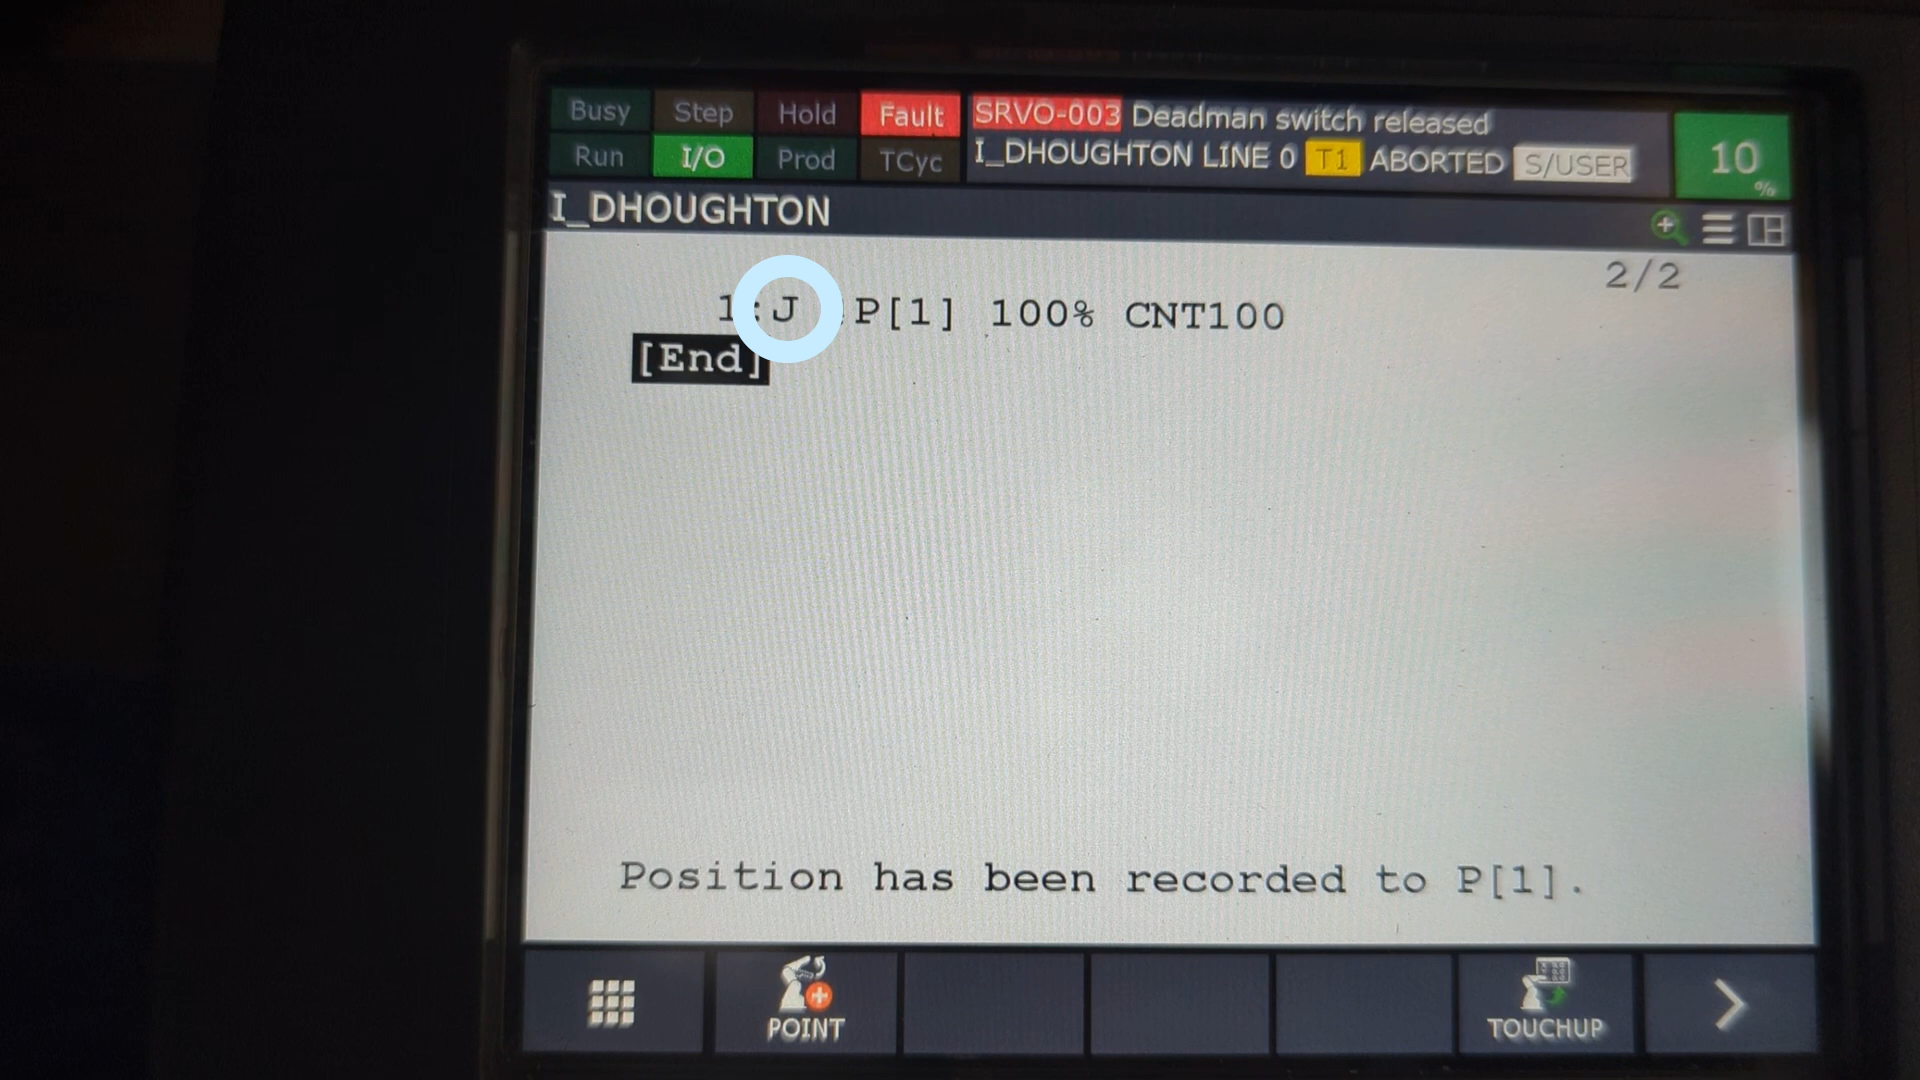 Busy Step Hold Fault SRVO-003 Deadman switch released
Run I/O Prod TCyc I_DHOUGHTON LINE 0 T1 ABORTED S/USER 10 %
I_DHOUGHTON
2/2
1:J P[1] 100% CNT100
[End]
Position has been recorded to P[1].
POINT TOUCHUP